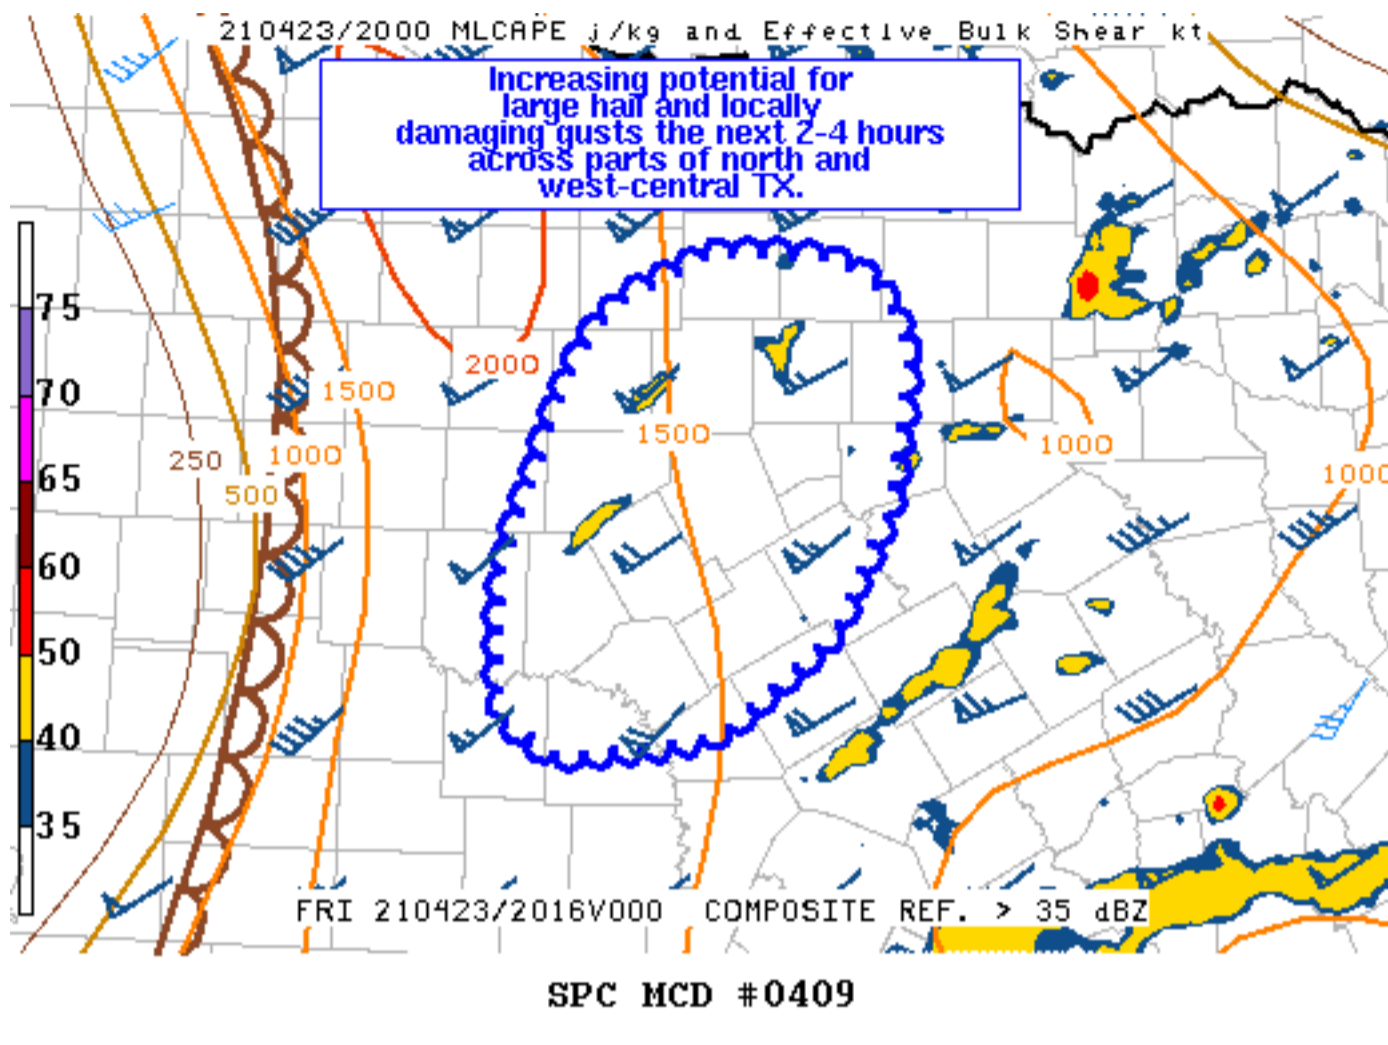 210423/2000 MLCAPE j/kg and Effective Bulk Shear kt
Increasing potential for
large hail and locally
damaging gusts the next 2-4 hours
across parts of north and
west-central TX.
75
70
65
60
50
40
35
2000
1500
1500
1000
1000
1000
250
500
FRI 210423/2016V000 COMPOSITE REF. > 35 dBZ
SPC MCD #0409